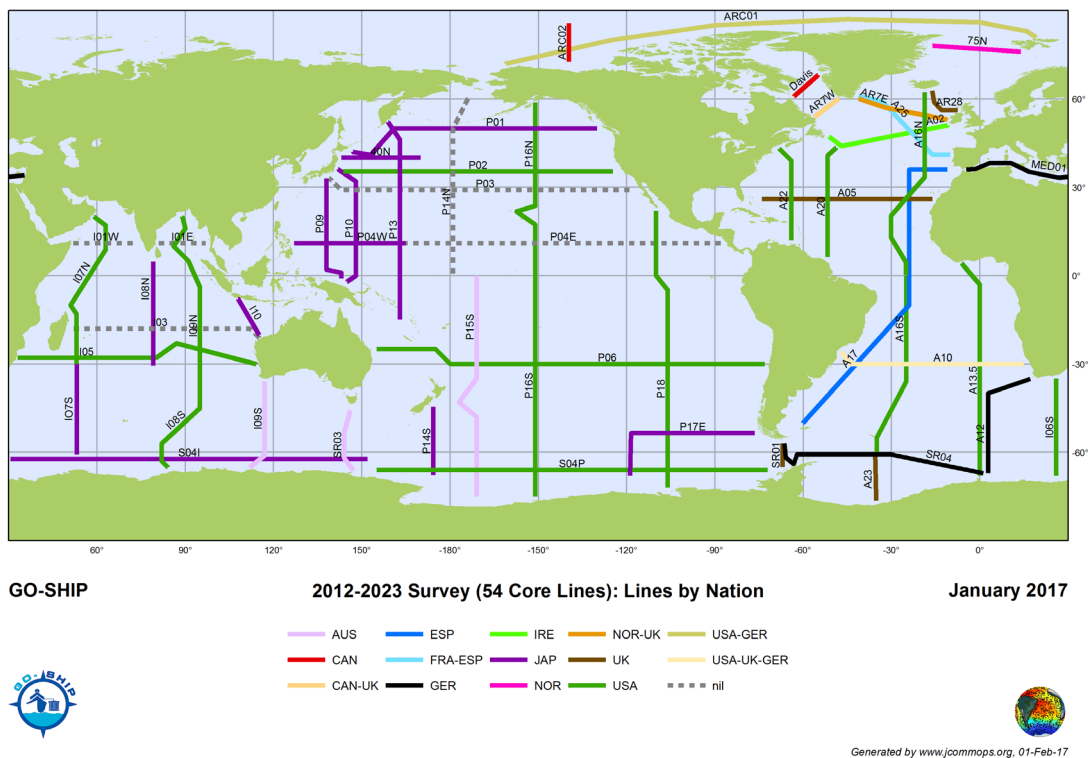 ARC01
ARC02
75N
Davis
AR7W
AR7E
A25
AR28
A02
A16N
60°
P01
40N
P16N
P02
P03
P14N
MED01
30°
A22
A20
A05
P09
P10
P13
P04W
P04E
I01W
I01E
I07N
I08N
I09N
I10
I03
0°
P15S
A17
A16S
I05
P06
A10
-30°
P16S
P18
A13.5
IO7S
I08S
I09S
SR03
P14S
P17E
A12
I06S
S04I
S04P
SR01
SR04
A23
-60°
60°
90°
120°
150°
-180°
-150°
-120°
-90°
-60°
-30°
0°
GO-SHIP
2012-2023 Survey (54 Core Lines): Lines by Nation
January 2017
AUS
ESP
IRE
NOR-UK
USA-GER
CAN
FRA-ESP
JAP
UK
USA-UK-GER
CAN-UK
GER
NOR
USA
nil
GO-SHIP
Generated by www.jcommops.org, 01-Feb-17